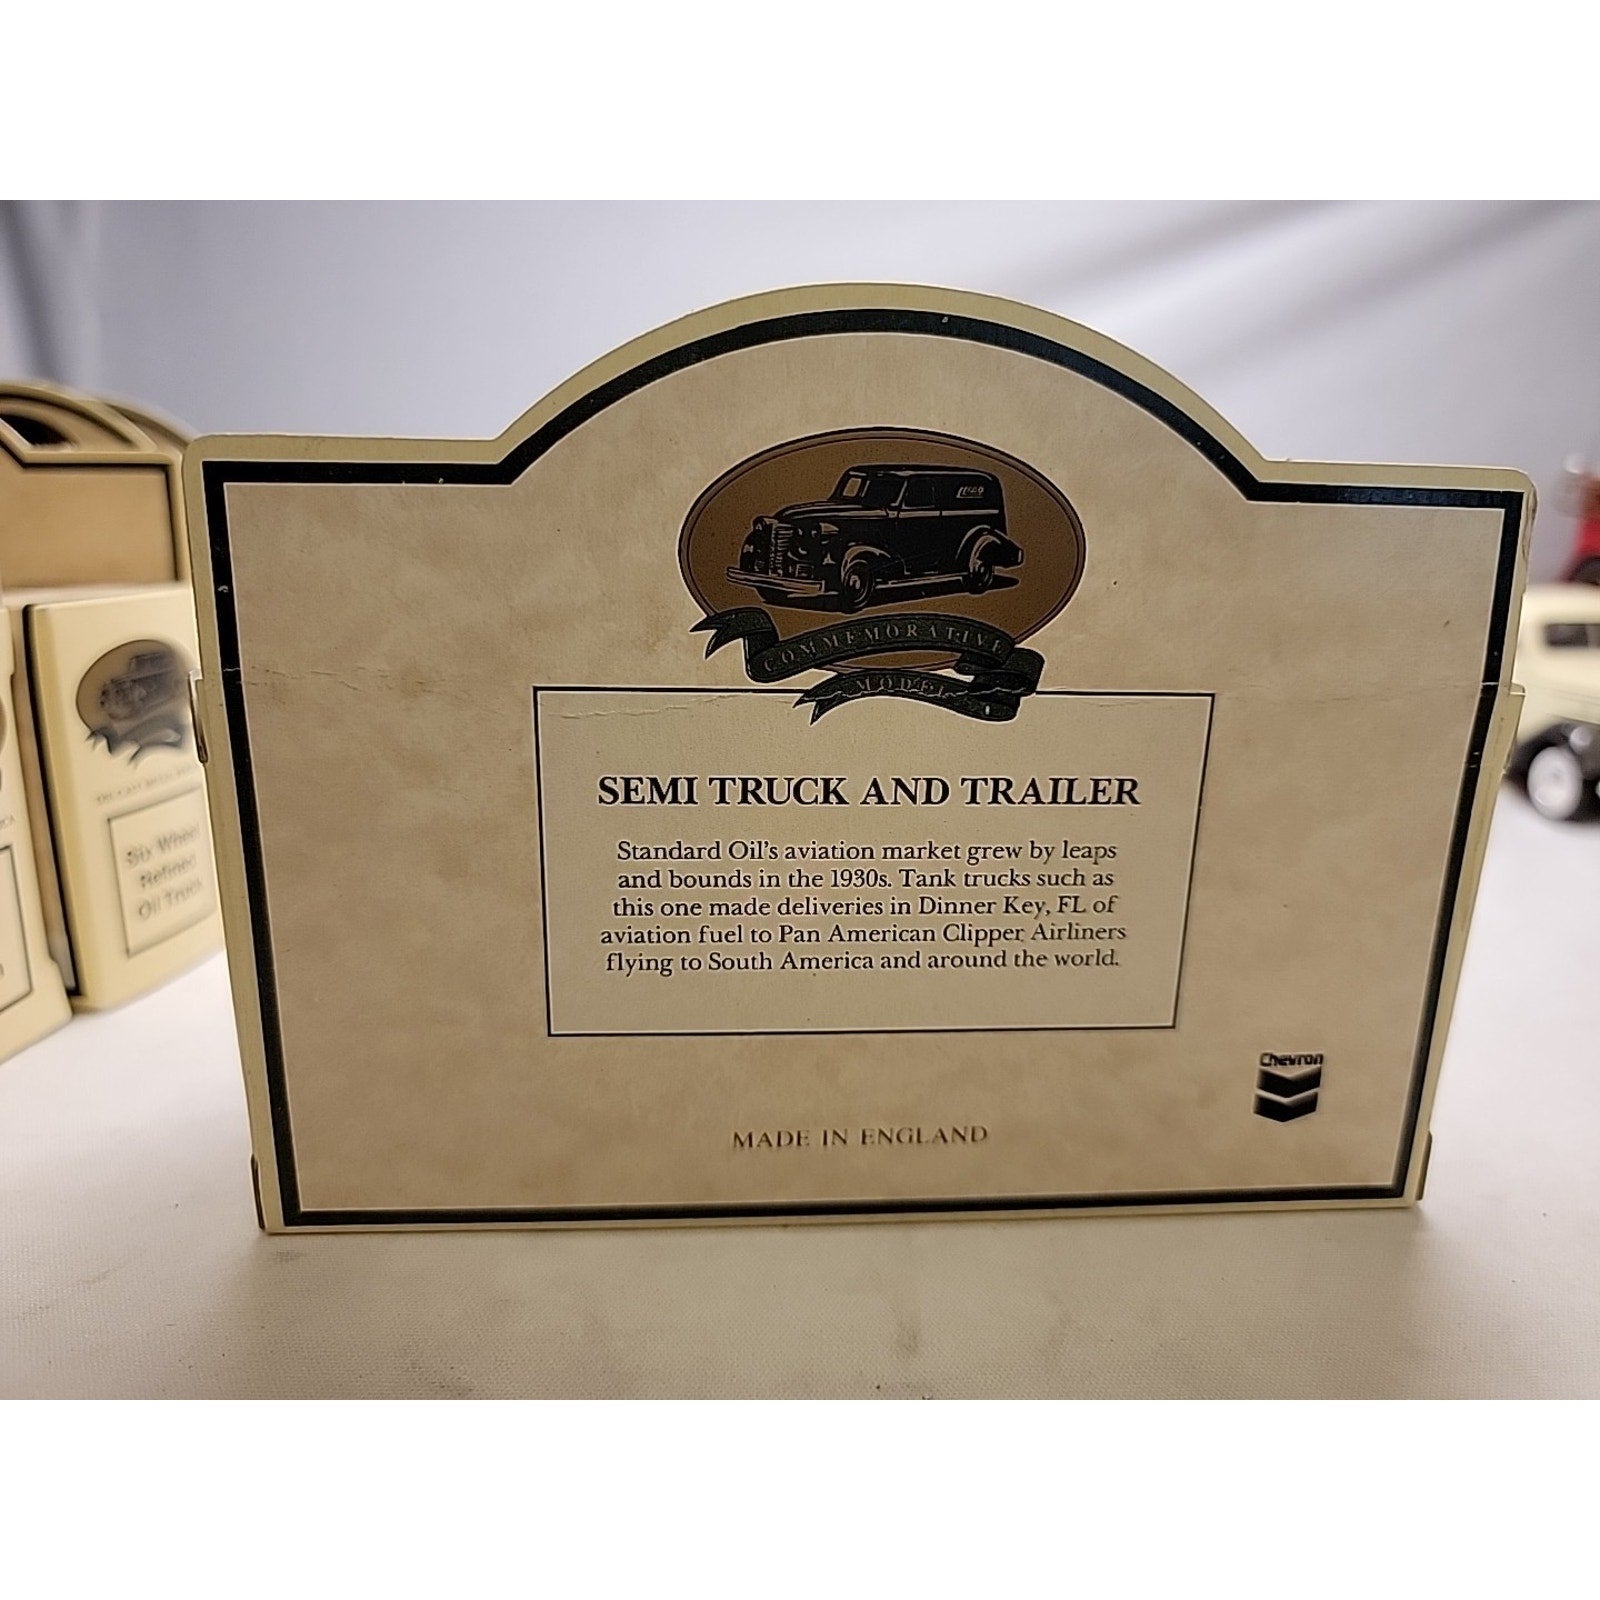 COMMEMORATIVE
MODEL
SEMI TRUCK AND TRAILER
Standard Oil's aviation market grew by leaps
and bounds in the 1930s. Tank trucks such as
this one made deliveries in Dinner Key, FL of
aviation fuel to Pan American Clipper Airliners
flying to South America and around the world.
Chevron
MADE IN ENGLAND
Six Wheel
Refined
Oil Truck